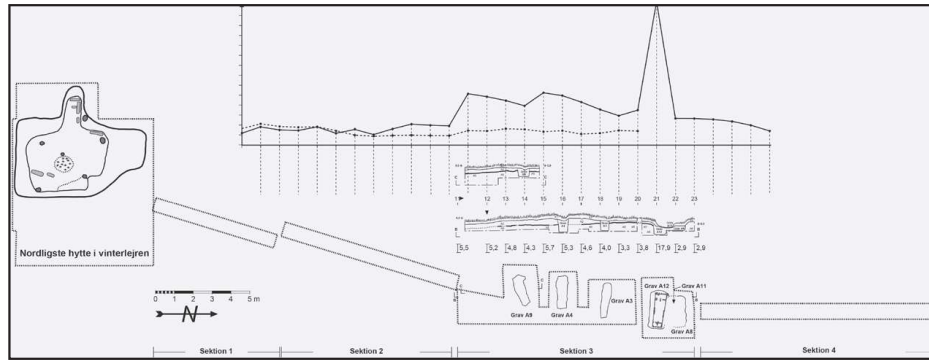 1 12 13 14 15 16 17 18 19 20 21 22 23
5,5 5,2 4,8 4,3 5,7 5,3 4,6 4,0 3,3 3,8 17,9 2,9 2,9
Nordligste hytte i vinterlejren
0 1 2 3 4 5 m
N
Grav A9
Grav A4
Grav A3
Grav A12
Grav A11
Grav A8
Sektion 1 Sektion 2 Sektion 3 Sektion 4